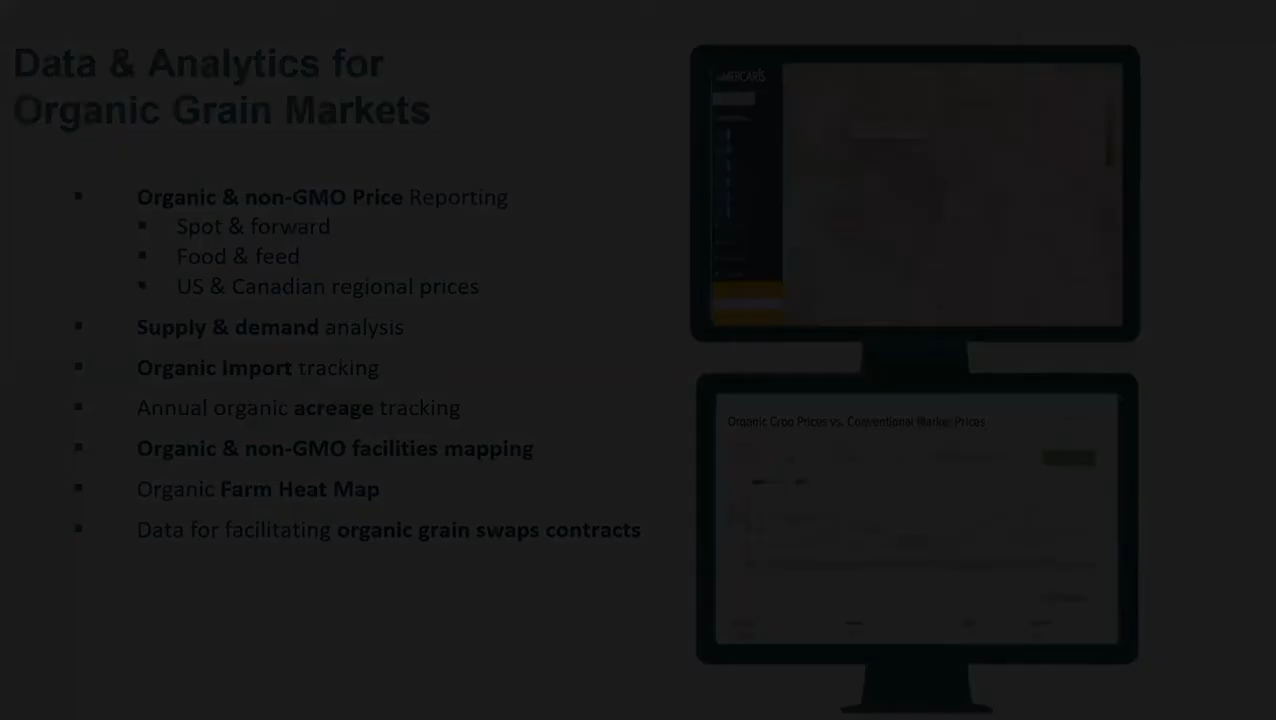 Data & Analytics for
Organic Grain Markets
Organic & non-GMO Price Reporting
Spot & forward
Food & feed
US & Canadian regional prices
Supply & demand analysis
Organic Import tracking
Annual organic acreage tracking
Organic & non-GMO facilities mapping
Organic Farm Heat Map
Data for facilitating organic grain swaps contracts
MERCARIS
Organic Crop Prices vs. Conventional Market Prices